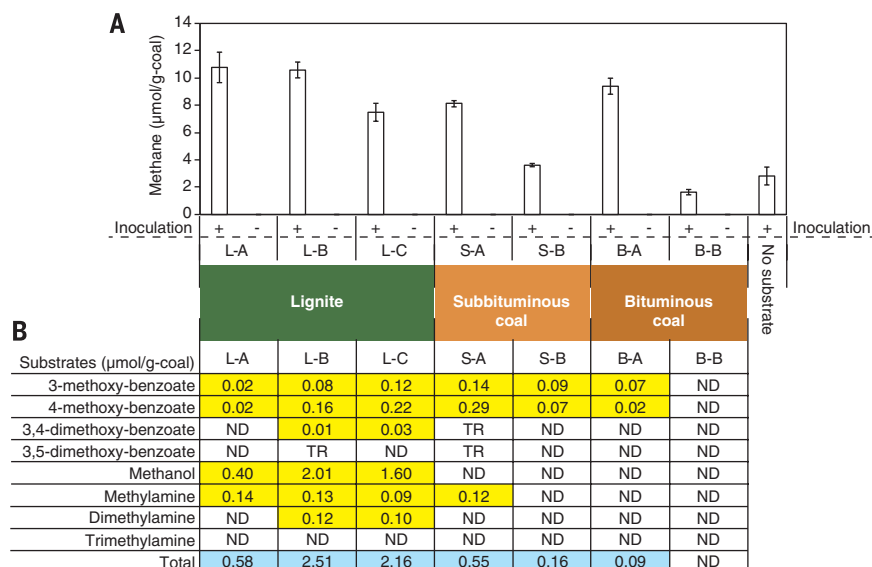 A
Methane (μmol/g-coal)
14
12
10
8
6
4
2
0
Inoculation + - + - + - + - + - + - + - + Inoculation
L-A L-B L-C S-A S-B B-A B-B No substrate
Lignite Subbituminous coal Bituminous coal
B
Substrates (μmol/g-coal) L-A L-B L-C S-A S-B B-A B-B
3-methoxy-benzoate 0.02 0.08 0.12 0.14 0.09 0.07 ND
4-methoxy-benzoate 0.02 0.16 0.22 0.29 0.07 0.02 ND
3,4-dimethoxy-benzoate ND 0.01 0.03 TR ND ND ND
3,5-dimethoxy-benzoate ND TR ND TR ND ND ND
Methanol 0.40 2.01 1.60 ND ND ND ND
Methylamine 0.14 0.13 0.09 0.12 ND ND ND
Dimethylamine ND 0.12 0.10 ND ND ND ND
Trimethylamine ND ND ND ND ND ND ND
Total 0.58 2.51 2.16 0.55 0.16 0.09 ND